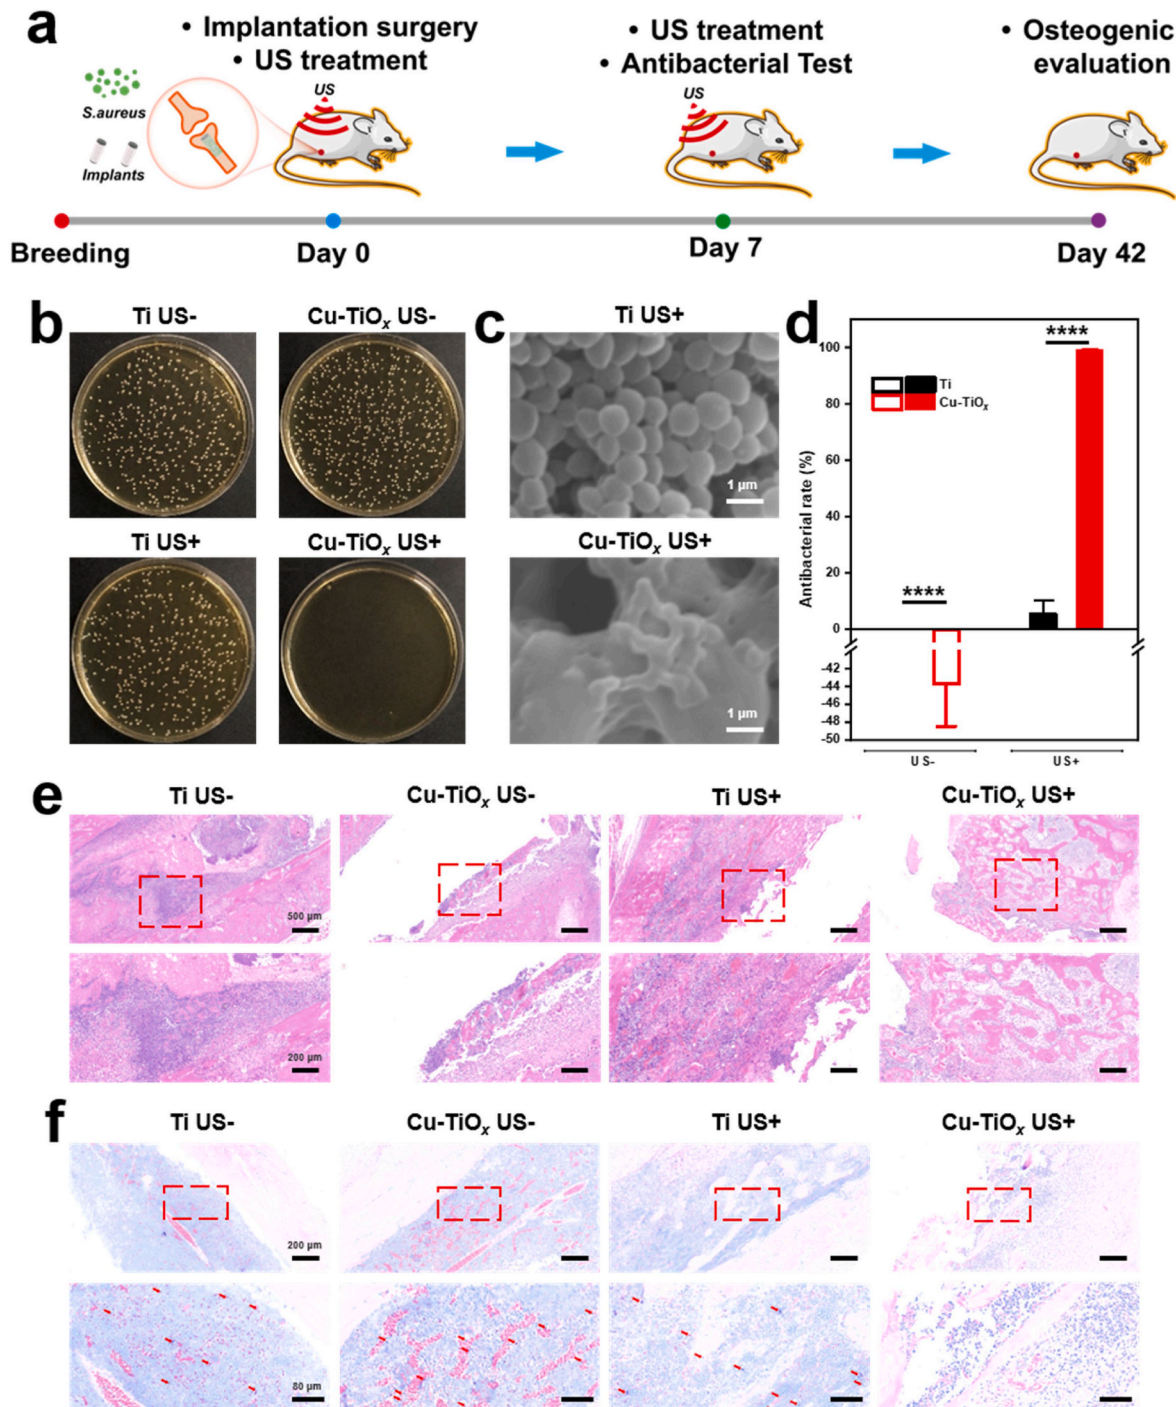 a
• Implantation surgery
• US treatment
• US treatment
• Antibacterial Test
• Osteogenic
evaluation
S.aureus
Implants
US
US
Breeding
Day 0
Day 7
Day 42
b
Ti US-
Cu-TiOx US-
Ti US+
Cu-TiOx US+
c
Ti US+
1 μm
Cu-TiOx US+
1 μm
d
Antibacterial rate (%)
100
80
60
40
20
0
-42
-44
-46
-48
-50
Ti
Cu-TiOx
****
****
US-
US+
e
Ti US-
Cu-TiOx US-
Ti US+
Cu-TiOx US+
500 μm
200 μm
f
Ti US-
Cu-TiOx US-
Ti US+
Cu-TiOx US+
200 μm
80 μm